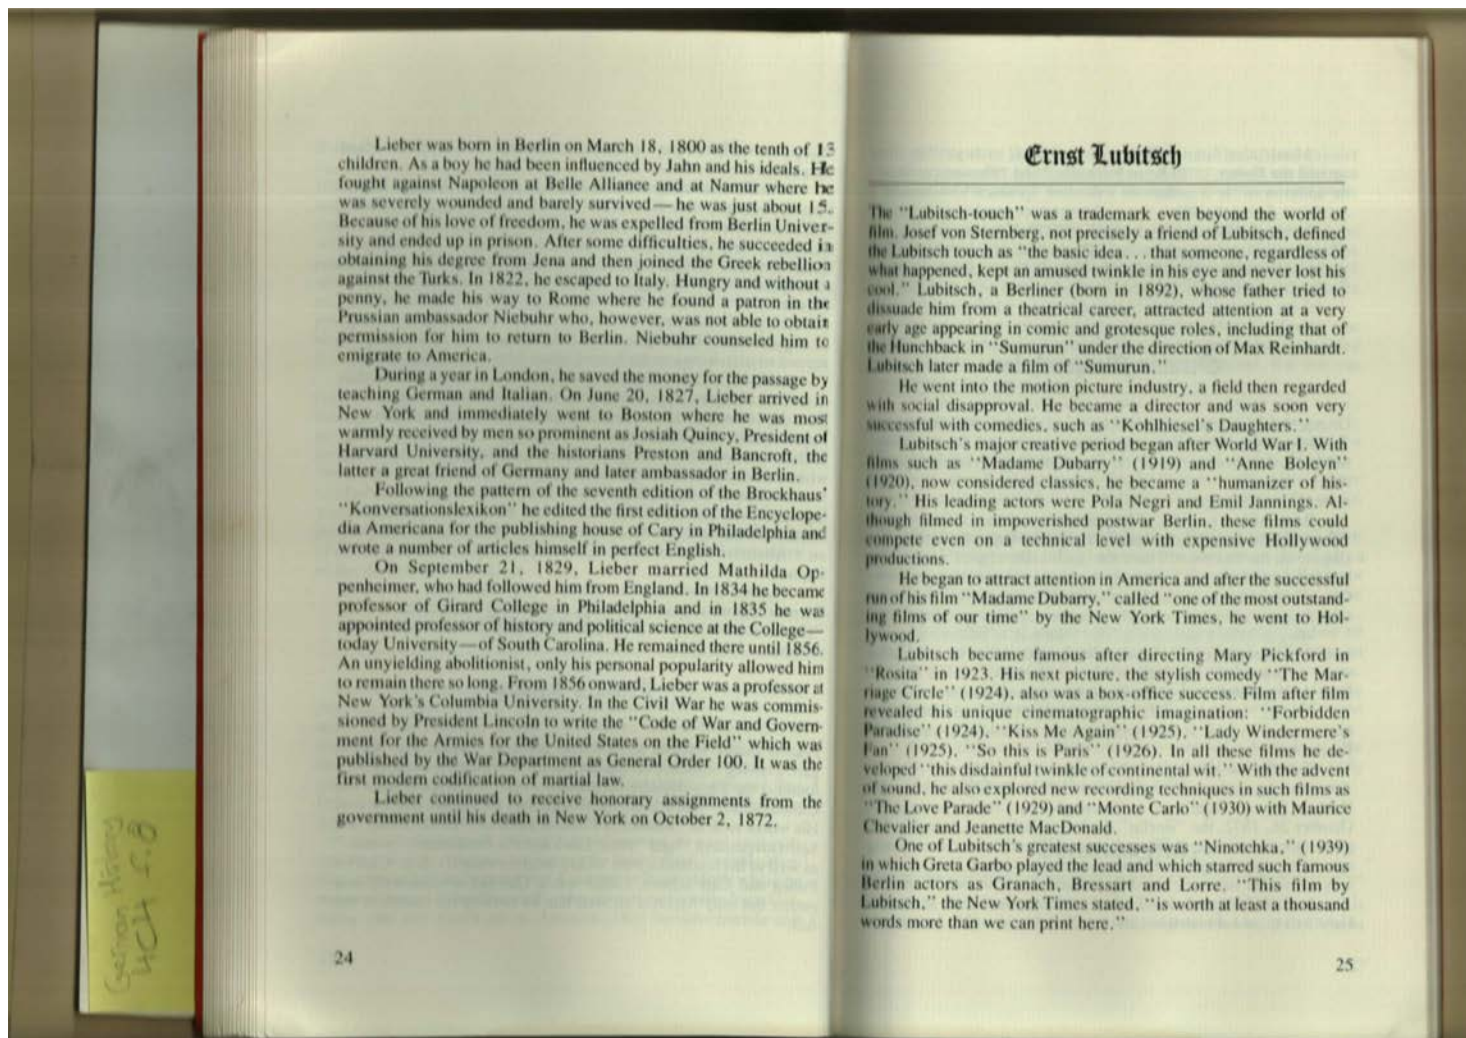 Lieber was born in Berlin on March 18, 1800 as the tenth of 13
children. As a boy he had been influenced by Jahn and his ideals. He
fought against Napoleon at Belle Alliance and at Namur where he
was severely wounded and barely survived—he was just about 15.
Because of his love of freedom, he was expelled from Berlin Univer-
sity and ended up in prison. After some difficulties, he succeeded in
obtaining his degree from Jena and then joined the Greek rebellion
against the Turks. In 1822, he escaped to Italy. Hungry and without a
penny, he made his way to Rome where he found a patron in the
Prussian ambassador Niebuhr who, however, was not able to obtain
permission for him to return to Berlin. Niebuhr counseled him to
emigrate to America.
During a year in London, he saved the money for the passage by
teaching German and Italian. On June 20, 1827, Lieber arrived in
New York and immediately went to Boston where he was most
warmly received by men so prominent as Josiah Quincy, President of
Harvard University, and the historians Preston and Bancroft, the
latter a great friend of Germany and later ambassador in Berlin.
Following the pattern of the seventh edition of the Brockhaus'
"Konversationslexikon" he edited the first edition of the Encyclope-
dia Americana for the publishing house of Cary in Philadelphia and
wrote a number of articles himself in perfect English.
On September 21, 1829, Lieber married Mathilda Op-
penheimer, who had followed him from England. In 1834 he became
professor of Girard College in Philadelphia and in 1835 he was
appointed professor of history and political science at the College—
today University—of South Carolina. He remained there until 1856.
An unyielding abolitionist, only his personal popularity allowed him
to remain there so long. From 1856 onward, Lieber was a professor at
New York's Columbia University. In the Civil War he was commis-
sioned by President Lincoln to write the "Code of War and Govern-
ment for the Armies for the United States on the Field" which was
published by the War Department as General Order 100. It was the
first modern codification of martial law.
Lieber continued to receive honorary assignments from the
government until his death in New York on October 2, 1872.
24
German History
Ernst Lubitsch
The "Lubitsch-touch" was a trademark even beyond the world of
film. Josef von Sternberg, not precisely a friend of Lubitsch, defined
the Lubitsch touch as "the basic idea . . . that someone, regardless of
what happened, kept an amused twinkle in his eye and never lost his
cool." Lubitsch, a Berliner (born in 1892), whose father tried to
dissuade him from a theatrical career, attracted attention at a very
early age appearing in comic and grotesque roles, including that of
the Hunchback in "Sumurun" under the direction of Max Reinhardt.
Lubitsch later made a film of "Sumurun."
He went into the motion picture industry, a field then regarded
with social disapproval. He became a director and was soon very
successful with comedies, such as "Kohlhiesel's Daughters."
Lubitsch's major creative period began after World War I. With
films such as "Madame Dubarry" (1919) and "Anne Boleyn"
(1920), now considered classics, he became a "humanizer of his-
tory." His leading actors were Pola Negri and Emil Jannings. Al-
though filmed in impoverished postwar Berlin, these films could
compete even on a technical level with expensive Hollywood
productions.
He began to attract attention in America and after the successful
run of his film "Madame Dubarry," called "one of the most outstand-
ing films of our time" by the New York Times, he went to Hol-
lywood.
Lubitsch became famous after directing Mary Pickford in
"Rosita" in 1923. His next picture, the stylish comedy "The Mar-
riage Circle" (1924), also was a box-office success. Film after film
revealed his unique cinematographic imagination: "Forbidden
Paradise" (1924), "Kiss Me Again" (1925), "Lady Windermere's
Fan" (1925), "So this is Paris" (1926). In all these films he de-
veloped "this disdainful twinkle of continental wit." With the advent
of sound, he also explored new recording techniques in such films as
"The Love Parade" (1929) and "Monte Carlo" (1930) with Maurice
Chevalier and Jeanette MacDonald.
One of Lubitsch's greatest successes was "Ninotchka," (1939)
in which Greta Garbo played the lead and which starred such famous
Berlin actors as Granach, Bressart and Lorre. "This film by
Lubitsch," the New York Times stated, "is worth at least a thousand
words more than we can print here."
25